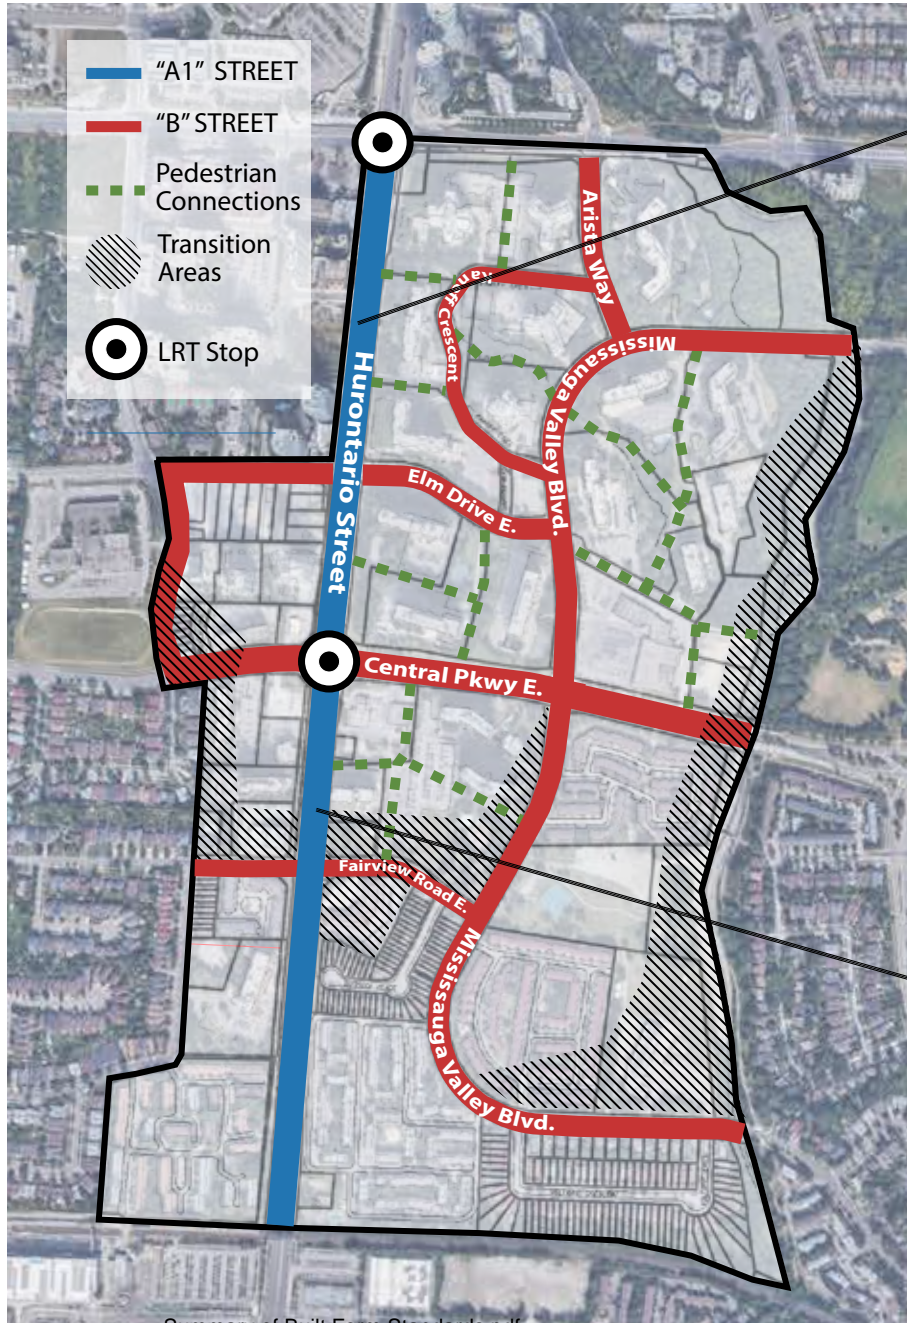 “A1” STREET
“B” STREET
Pedestrian
Connections
Transition
Areas
LRT Stop
Arista Way
Crescent
Mississauga Valley Blvd.
Hurontario Street
Elm Drive E.
Central Pkwy E.
Fairview Road E.
Mississauga Valley Blvd.